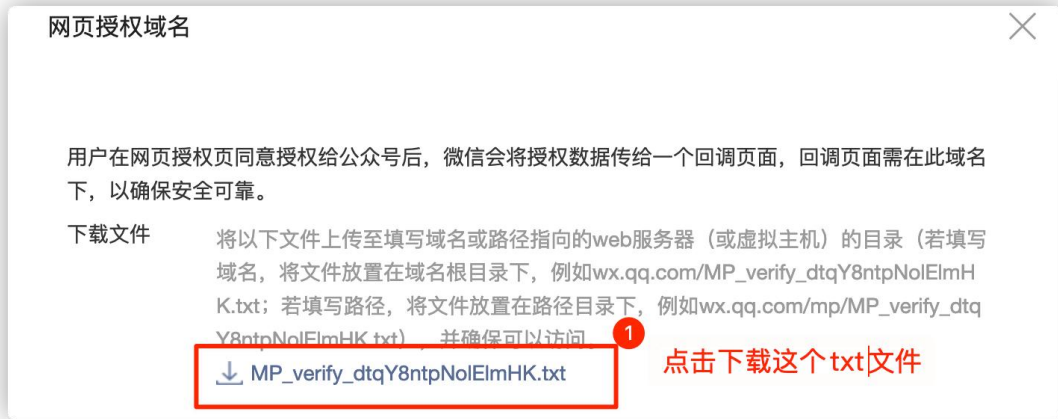 网页授权域名
用户在网页授权页同意授权给公众号后，微信会将授权数据传给一个回调页面，回调页面需在此域名
下，以确保安全可靠。
下载文件
将以下文件上传至填写域名或路径指向的web服务器（或虚拟主机）的目录（若填写
域名，将文件放置在域名根目录下，例如wx.qq.com/MP_verify_dtqY8ntpNolElmH
K.txt；若填写路径，将文件放置在路径目录下，例如wx.qq.com/mp/MP_verify_dtq
Y8ntpNolElmHK.txt），并确保可以访问。
1
点击下载这个txt文件
MP_verify_dtqY8ntpNolElmHK.txt